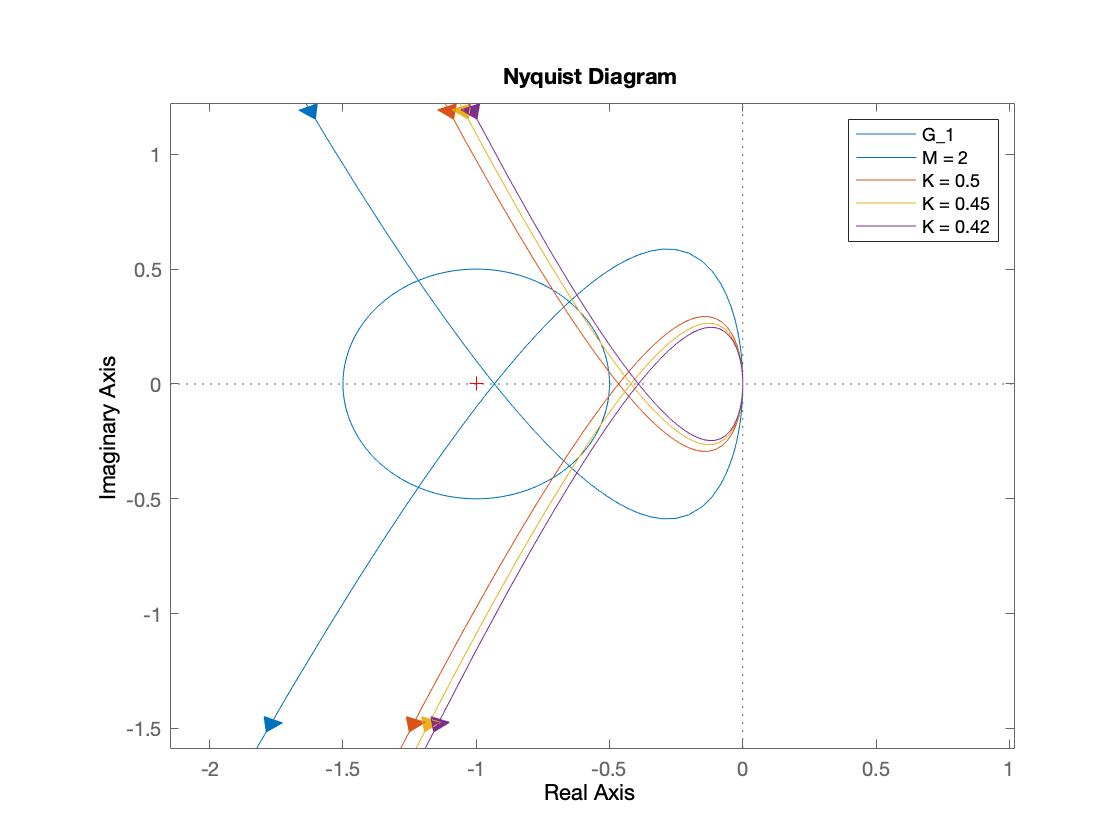 Nyquist Diagram
G_1
M = 2
K = 0.5
K = 0.45
K = 0.42
1
0.5
0
-0.5
-1
-1.5
Imaginary Axis
-2 -1.5 -1 -0.5 0 0.5 1
Real Axis